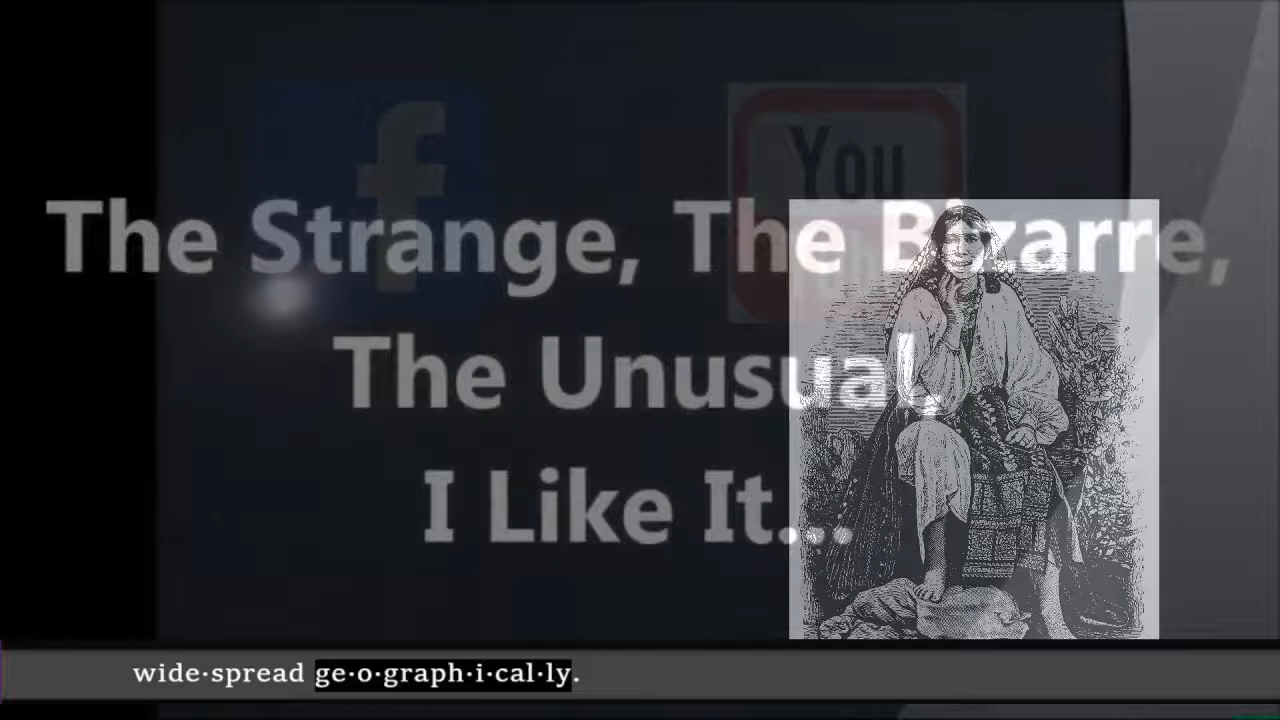 f
You
The Strange, The Bizarre,
The Unusual,
I Like It...
wide·spread ge·o·graph·i·cal·ly.